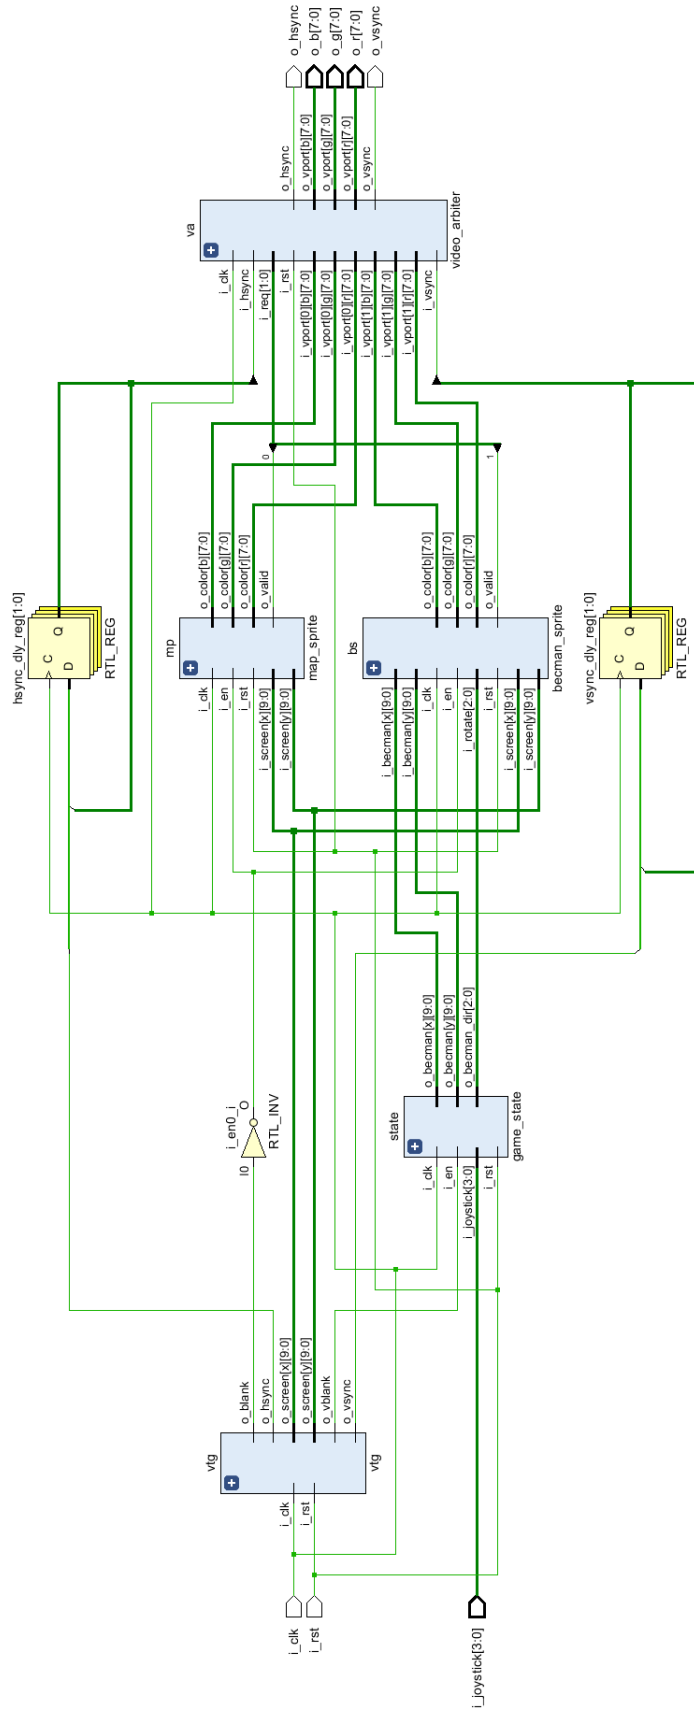 i_clk
i_rst
i_joystick[3:0]
vtg
i_clk
i_rst
o_blank
o_hsync
o_screen[x][9:0]
o_screen[y][9:0]
o_vblank
o_vsync
vtg
i_en0_i
I0
O
RTL_INV
state
i_clk
i_en
i_joystick[3:0]
i_rst
o_becman[x][9:0]
o_becman[y][9:0]
o_becman_dir[2:0]
game_state
hsync_dly_reg[1:0]
C
D
Q
RTL_REG
mp
i_clk
i_en
i_rst
i_screen[x][9:0]
i_screen[y][9:0]
o_color[b][7:0]
o_color[g][7:0]
o_color[r][7:0]
o_valid
map_sprite
bs
i_becman[x][9:0]
i_becman[y][9:0]
i_clk
i_en
i_rotate[2:0]
i_rst
i_screen[x][9:0]
i_screen[y][9:0]
o_color[b][7:0]
o_color[g][7:0]
o_color[r][7:0]
o_valid
becman_sprite
vsync_dly_reg[1:0]
C
D
Q
RTL_REG
0
1
va
i_clk
i_hsync
i_req[1:0]
i_rst
i_vport[0][b][7:0]
i_vport[0][g][7:0]
i_vport[0][r][7:0]
i_vport[1][b][7:0]
i_vport[1][g][7:0]
i_vport[1][r][7:0]
i_vsync
o_hsync
o_vport[b][7:0]
o_vport[g][7:0]
o_vport[r][7:0]
o_vsync
video_arbiter
o_hsync
o_b[7:0]
o_g[7:0]
o_r[7:0]
o_vsync